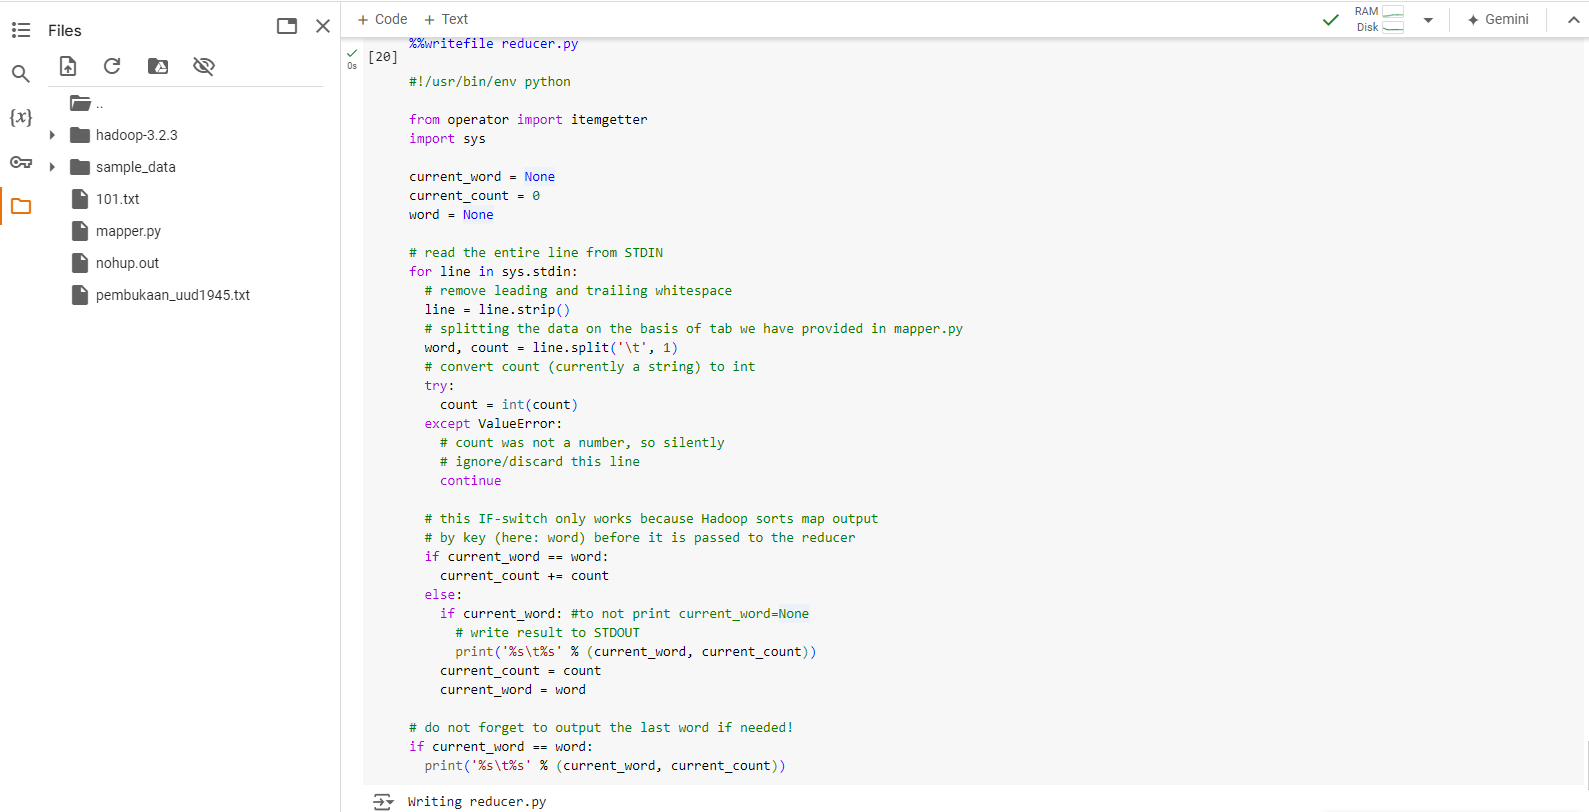 Files
..
hadoop-3.2.3
sample_data
101.txt
mapper.py
nohup.out
pembukaan_uud1945.txt
{x}
+ Code + Text
RAM
Disk
Gemini
0s
[20]
%%writefile reducer.py
#!/usr/bin/env python
from operator import itemgetter
import sys
current_word = None
current_count = 0
word = None
# read the entire line from STDIN
for line in sys.stdin:
# remove leading and trailing whitespace
line = line.strip()
# splitting the data on the basis of tab we have provided in mapper.py
word, count = line.split('\t', 1)
# convert count (currently a string) to int
try:
count = int(count)
except ValueError:
# count was not a number, so silently
# ignore/discard this line
continue
# this IF-switch only works because Hadoop sorts map output
# by key (here: word) before it is passed to the reducer
if current_word == word:
current_count += count
else:
if current_word: #to not print current_word=None
# write result to STDOUT
print('%s\t%s' % (current_word, current_count))
current_count = count
current_word = word
# do not forget to output the last word if needed!
if current_word == word:
print('%s\t%s' % (current_word, current_count))
Writing reducer.py